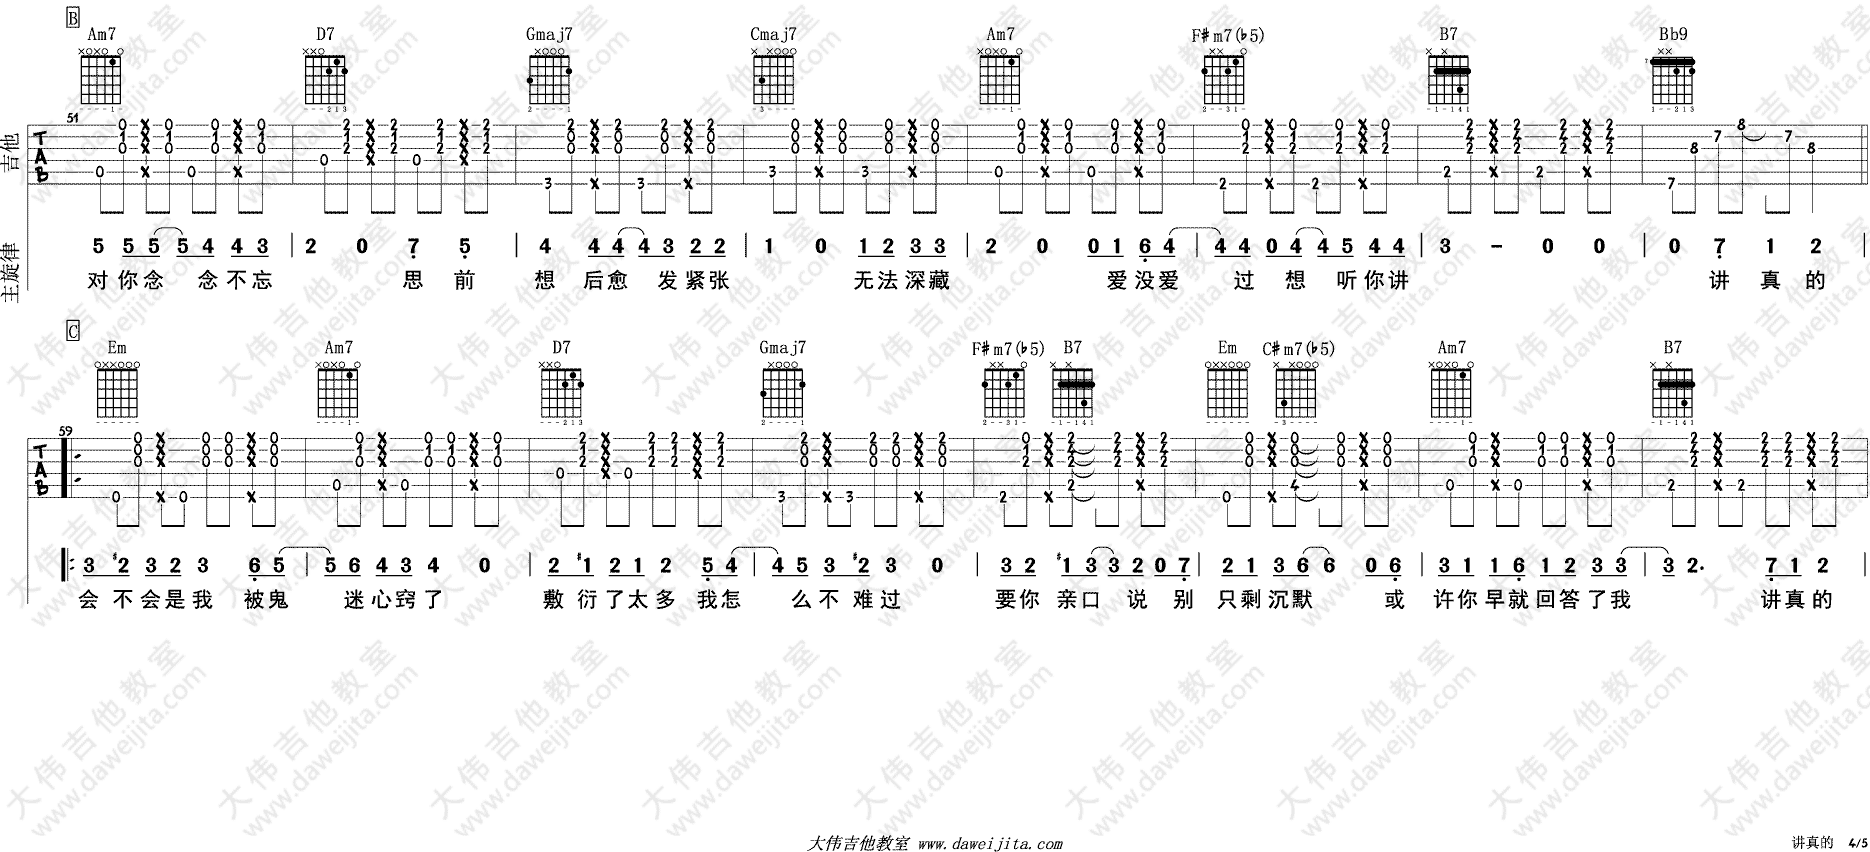 B
Am7 D7 Gmaj7 Cmaj7 Am7 F#m7(b5) B7 Bb9
51
吉他
TAB
主旋律
5 5 5 5 4 4 3 | 2 0 7 5 | 4 4 4 4 3 2 2 | 1 0 1 2 3 3 | 2 0 0 1 6 4 | 4 4 0 4 4 5 4 4 | 3 - 0 0 | 0 7 1 2 |
对你念 念不忘 思前 想 后愈 发紧张 无法深藏 爱没爱 过 想 听你讲 讲 真 的
C
Em Am7 D7 Gmaj7 F#m7(b5) B7 Em C#m7(b5) Am7 B7
59
TAB
3 #2 3 2 3 6 5 | 5 6 4 3 4 0 | 2 #1 2 1 2 5 4 | 4 5 3 #2 3 0 | 3 2 #1 3 3 2 0 7 | 2 1 3 6 6 0 6 | 3 1 1 6 1 2 3 3 | 3 2. 7 1 2 |
会 不会是我 被鬼 迷心窍了 敷 衍了太多 我怎 么不 难过 要你 亲口 说 别 只剩沉默 或 许你早就回答了我 讲真的
大伟吉他教室 www.daweijita.com
讲真的 4/5